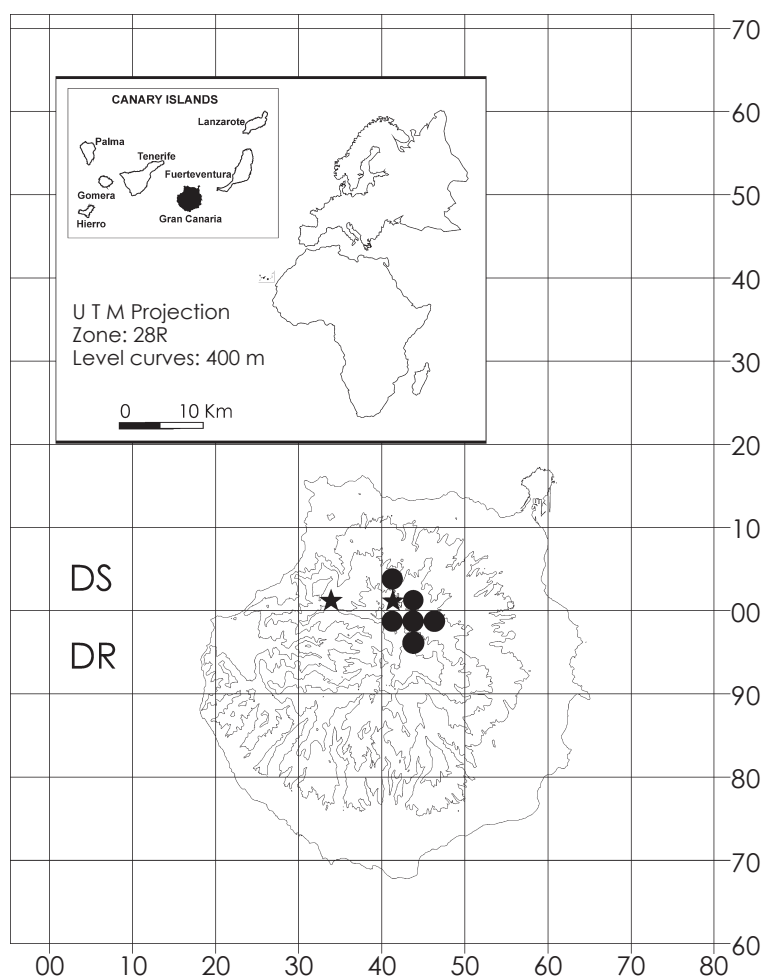 CANARY ISLANDS
Lanzarote
Palma
Tenerife
Fuerteventura
Gomera
Gran Canaria
Hierro
U T M Projection
Zone: 28R
Level curves: 400 m
0 10 Km
DS
DR
70
60
50
40
30
20
10
00
90
80
70
60
00 10 20 30 40 50 60 70 80